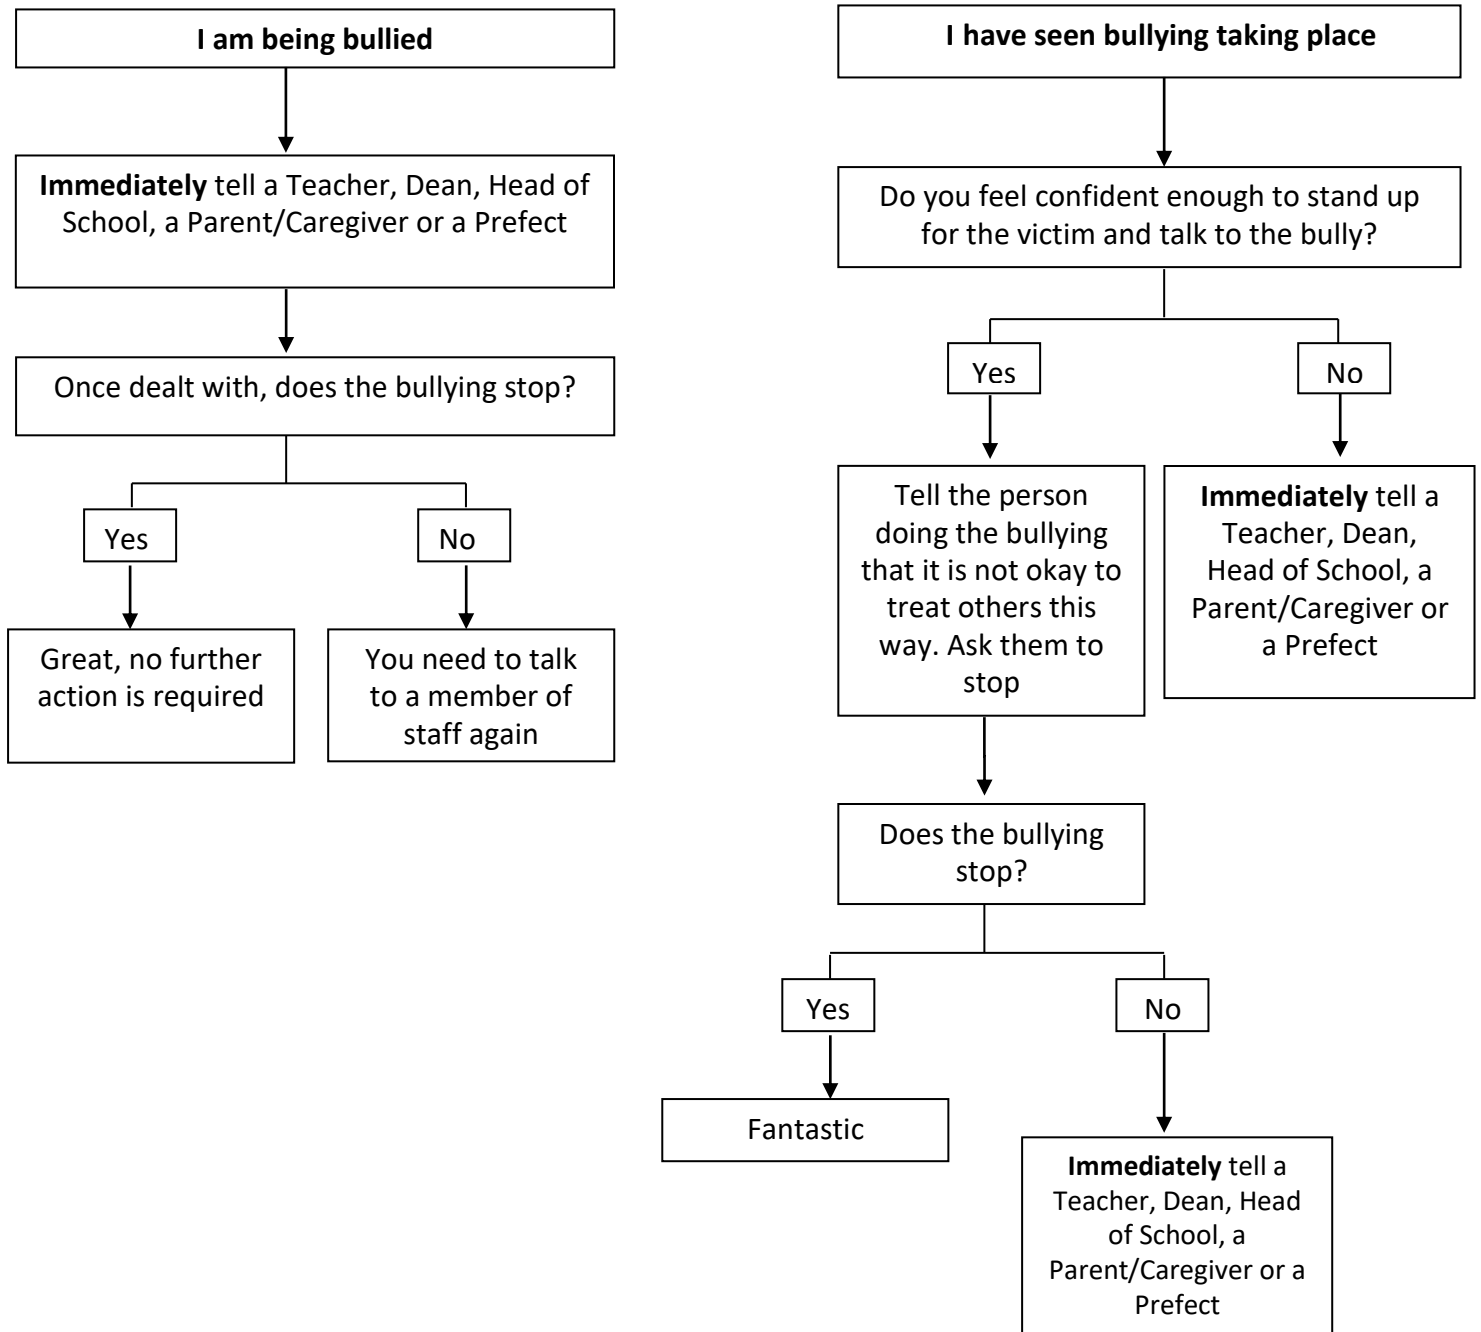 I am being bullied
Immediately tell a Teacher, Dean, Head of
School, a Parent/Caregiver or a Prefect
Once dealt with, does the bullying stop?
Yes
No
Great, no further
action is required
You need to talk
to a member of
staff again
I have seen bullying taking place
Do you feel confident enough to stand up
for the victim and talk to the bully?
Yes
No
Tell the person
doing the bullying
that it is not okay to
treat others this
way. Ask them to
stop
Immediately tell a
Teacher, Dean,
Head of School, a
Parent/Caregiver or
a Prefect
Does the bullying
stop?
Yes
No
Fantastic
Immediately tell a
Teacher, Dean, Head
of School, a
Parent/Caregiver or a
Prefect